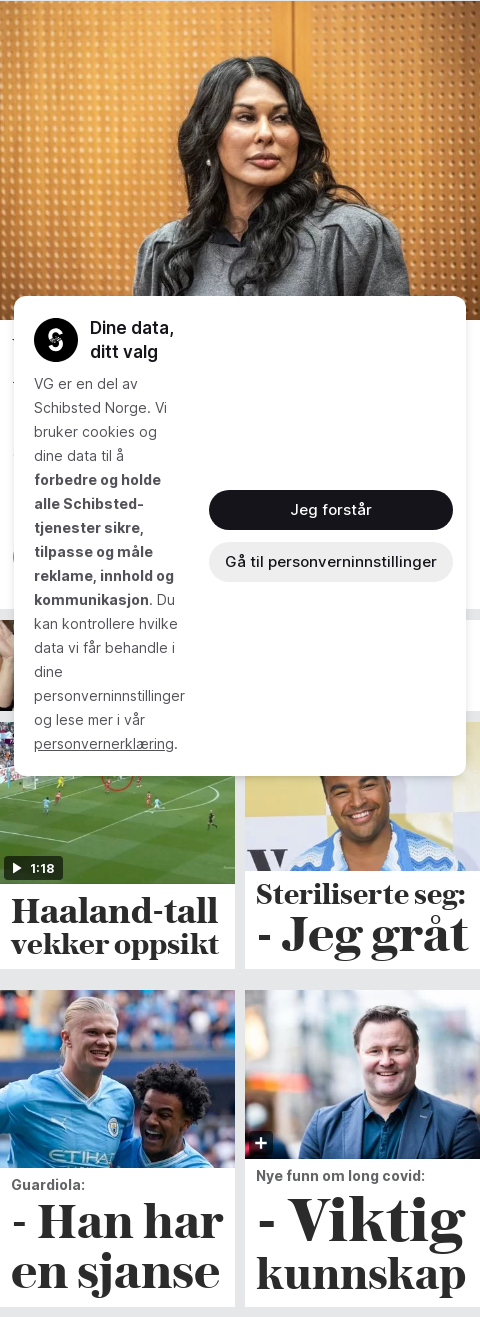 Dine data,
ditt valg
VG er en del av
Schibsted Norge. Vi
bruker cookies og
dine data til å
forbedre og holde
alle Schibsted-
tjenester sikre,
tilpasse og måle
reklame, innhold og
kommunikasjon. Du
kan kontrollere hvilke
data vi får behandle i
dine
personverninnstillinger
og lese mer i vår
personvernerklæring.
Jeg forstår
Gå til personverninnstillinger
1:18
Haaland-tall
vekker oppsikt
Steriliserte seg:
- Jeg gråt
ETIHAD
Guardiola:
- Han har
en sjanse
Nye funn om long covid:
- Viktig
kunnskap